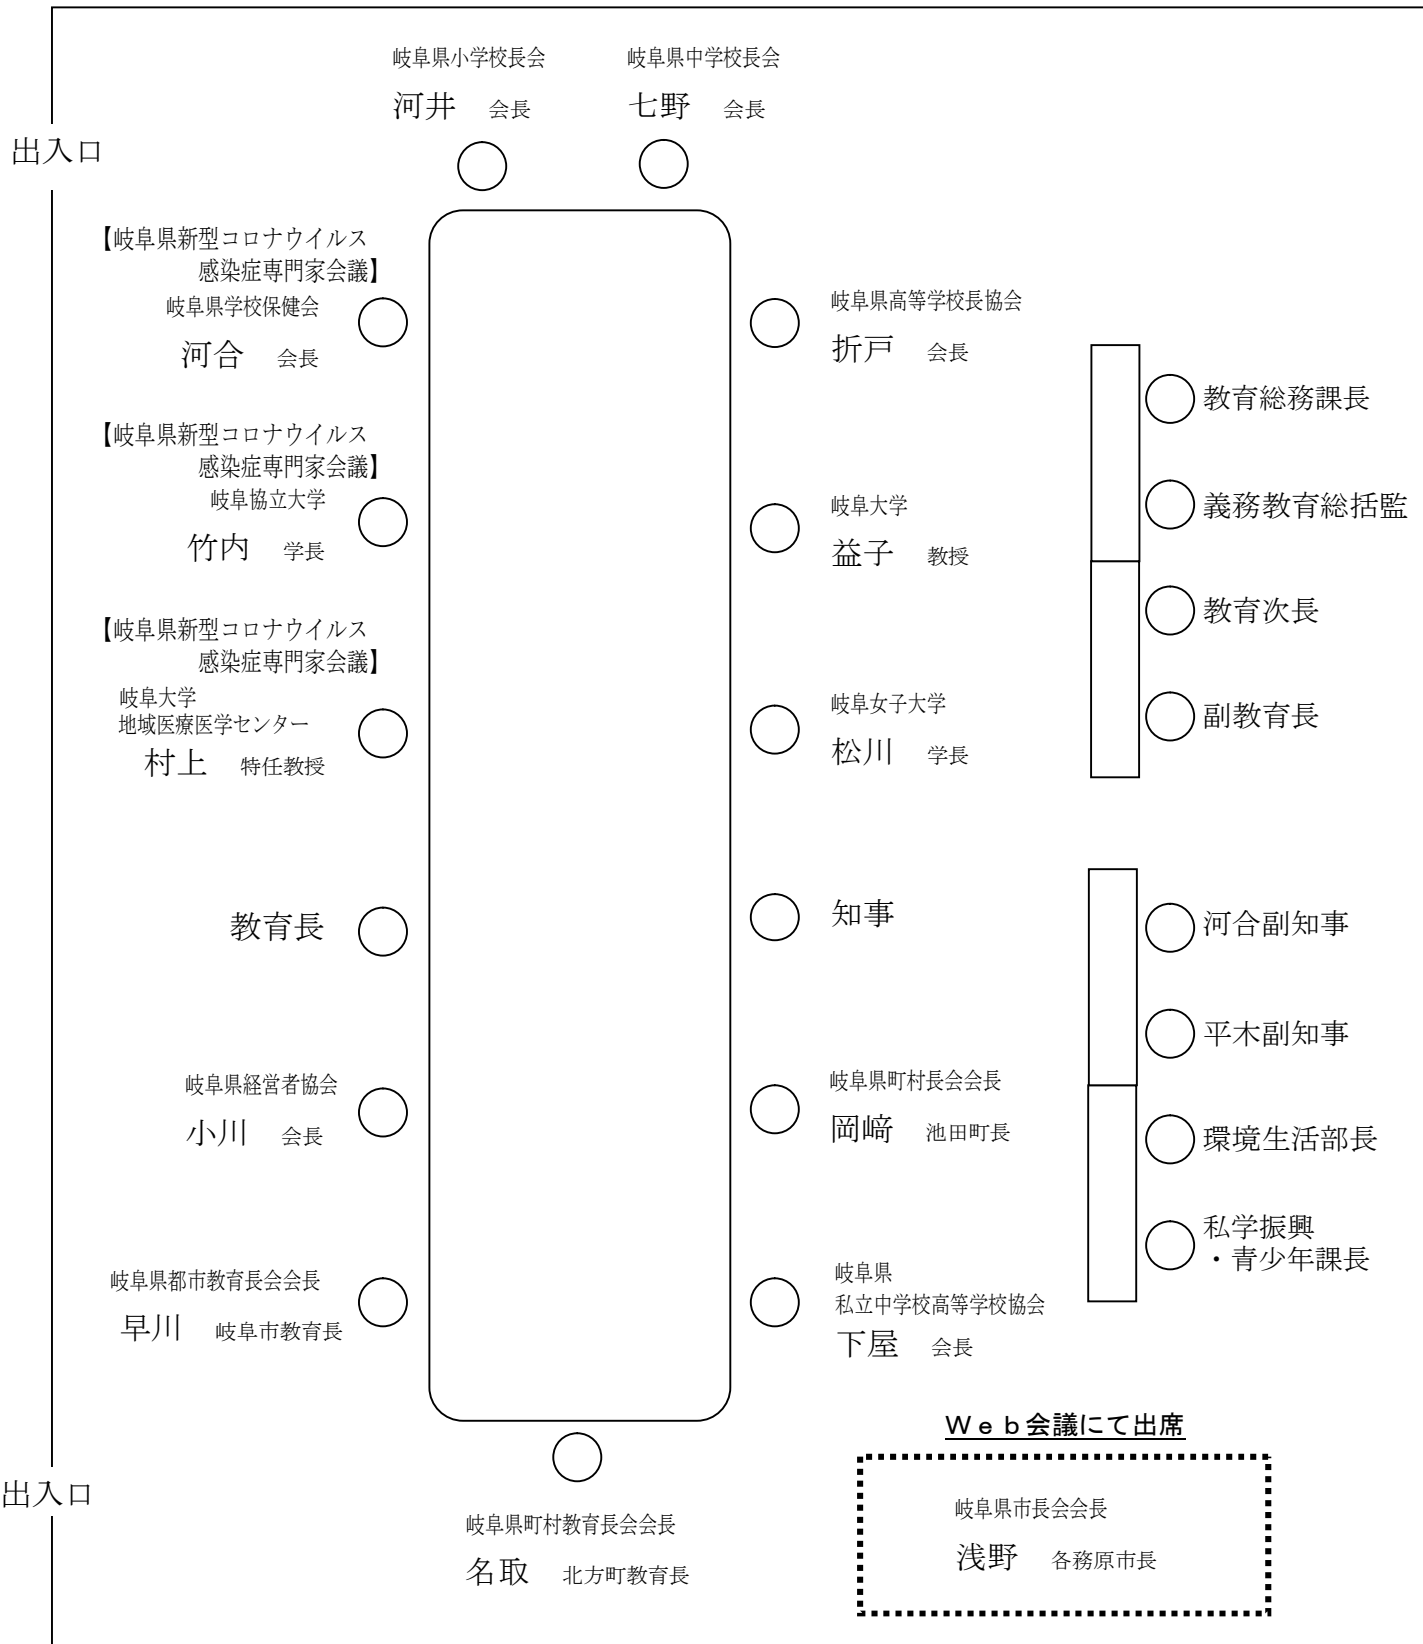 岐阜県小学校長会
河井 会長
岐阜県中学校長会
七野 会長
出入口
【岐阜県新型コロナウイルス
感染症専門家会議】
岐阜県学校保健会
河合 会長
【岐阜県新型コロナウイルス
感染症専門家会議】
岐阜協立大学
竹内 学長
【岐阜県新型コロナウイルス
感染症専門家会議】
岐阜大学
地域医療医学センター
村上 特任教授
教育長
岐阜県経営者協会
小川 会長
岐阜県都市教育長会会長
早川 岐阜市教育長
岐阜県高等学校長協会
折戸 会長
岐阜大学
益子 教授
岐阜女子大学
松川 学長
知事
岐阜県町村長会会長
岡﨑 池田町長
岐阜県
私立中学校高等学校協会
下屋 会長
教育総務課長
義務教育総括監
教育次長
副教育長
河合副知事
平木副知事
環境生活部長
私学振興
・青少年課長
出入口
岐阜県町村教育長会会長
名取 北方町教育長
Ｗｅｂ会議にて出席
岐阜県市長会会長
浅野 各務原市長